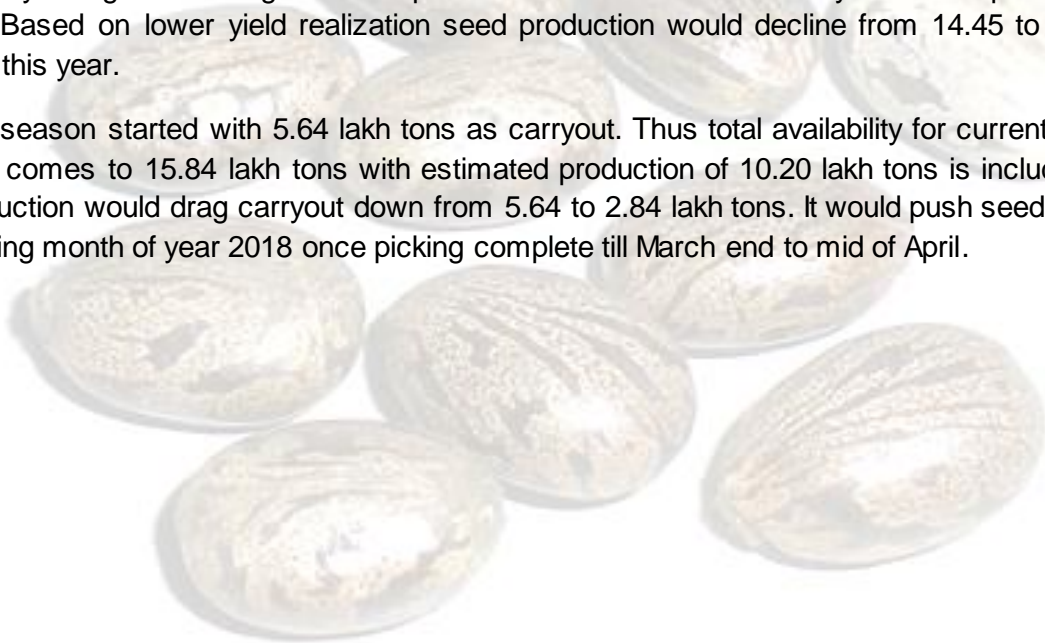 Based on lower yield realization seed production would decline from 14.45 to
this year.
season started with 5.64 lakh tons as carryout. Thus total availability for current
comes to 15.84 lakh tons with estimated production of 10.20 lakh tons is
would drag carryout down from 5.64 to 2.84 lakh tons. It would push seed
month of year 2018 once picking complete till March end to mid of April.